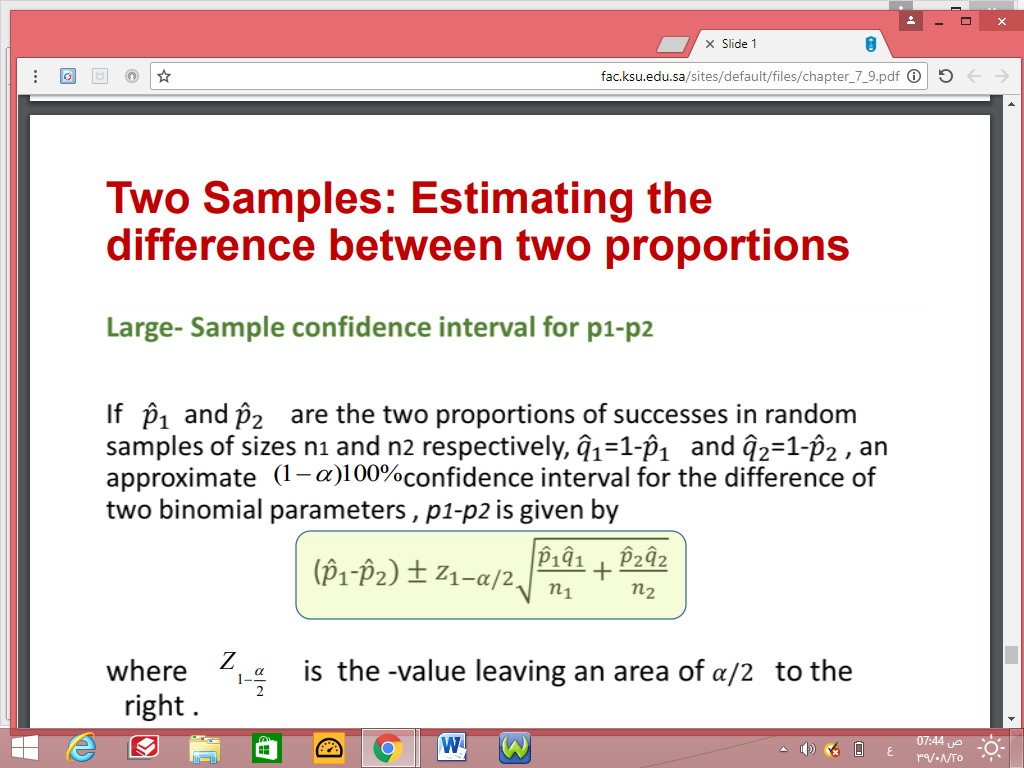 Slide 1
fac.ksu.edu.sa/sites/default/files/chapter_7_9.pdf
Two Samples: Estimating the
difference between two proportions
Large- Sample confidence interval for p1-p2
If p̂₁ and p̂₂ are the two proportions of successes in random
samples of sizes n1 and n2 respectively, q̂₁=1-p̂₁ and q̂₂=1-p̂₂ , an
approximate (1−α)100%confidence interval for the difference of
two binomial parameters , p1-p2 is given by
(p̂₁-p̂₂) ± z₁₋α/₂ √(p̂₁q̂₁/n₁ + p̂₂q̂₂/n₂)
where Z₁₋α/₂ is the -value leaving an area of α/2 to the
right .
ع
07:44 ص
٣٩/٠٨/٢٥